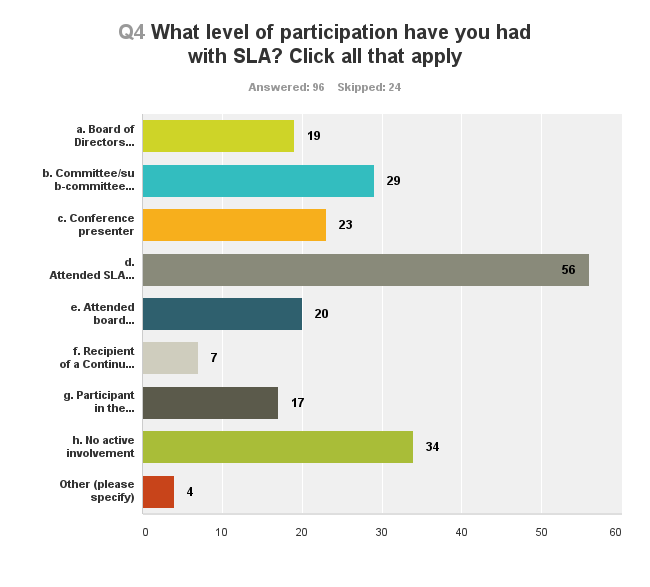 Q4 What level of participation have you had
with SLA? Click all that apply
Answered: 96 Skipped: 24
a. Board of
Directors...
19
b. Committee/su
b-committee...
29
c. Conference
presenter
23
d.
Attended SLA...
56
e. Attended
board...
20
f. Recipient
of a Continu...
7
g. Participant
in the...
17
h. No active
involvement
34
Other (please
specify)
4
0 10 20 30 40 50 60